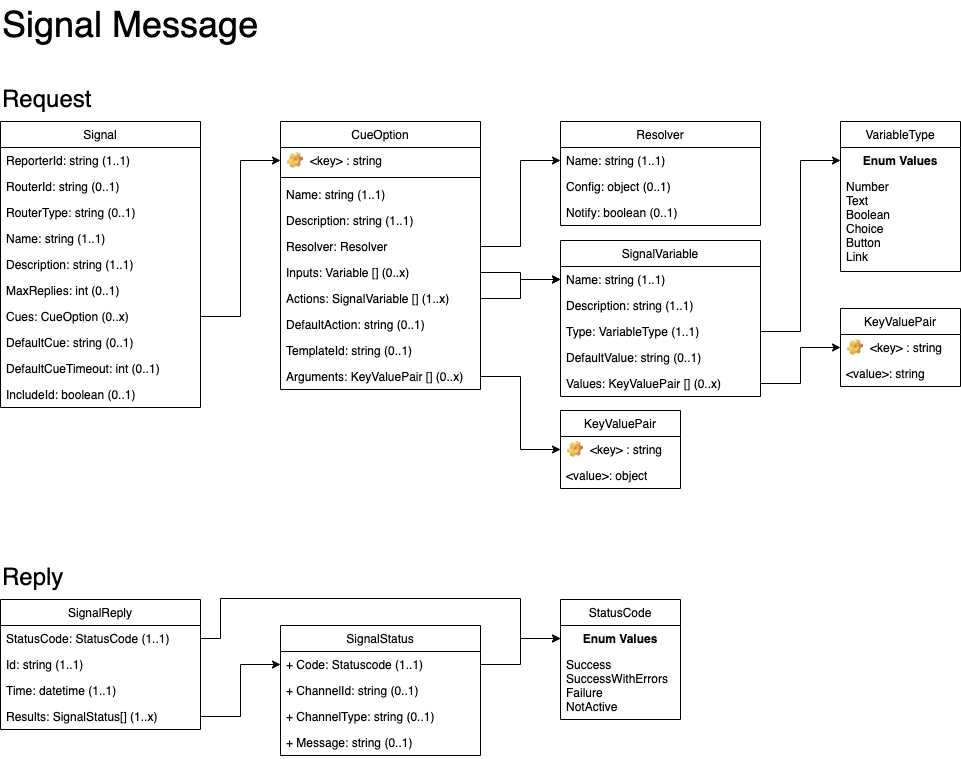 Signal Message
Request
Signal
ReporterId: string (1..1)
RouterId: string (0..1)
RouterType: string (0..1)
Name: string (1..1)
Description: string (1..1)
MaxReplies: int (0..1)
Cues: CueOption (0..x)
DefaultCue: string (0..1)
DefaultCueTimeout: int (0..1)
IncludeId: boolean (0..1)
CueOption
<key> : string
Name: string (1..1)
Description: string (1..1)
Resolver: Resolver
Inputs: Variable [] (0..x)
Actions: SignalVariable [] (1..x)
DefaultAction: string (0..1)
TemplateId: string (0..1)
Arguments: KeyValuePair [] (0..x)
Resolver
Name: string (1..1)
Config: object (0..1)
Notify: boolean (0..1)
SignalVariable
Name: string (1..1)
Description: string (1..1)
Type: VariableType (1..1)
DefaultValue: string (0..1)
Values: KeyValuePair [] (0..x)
KeyValuePair
<key> : string
<value>: object
VariableType
Enum Values
Number
Text
Boolean
Choice
Button
Link
KeyValuePair
<key> : string
<value>: string
Reply
SignalReply
StatusCode: StatusCode (1..1)
Id: string (1..1)
Time: datetime (1..1)
Results: SignalStatus[] (1..x)
SignalStatus
+ Code: Statuscode (1..1)
+ ChannelId: string (0..1)
+ ChannelType: string (0..1)
+ Message: string (0..1)
StatusCode
Enum Values
Success
SuccessWithErrors
Failure
NotActive